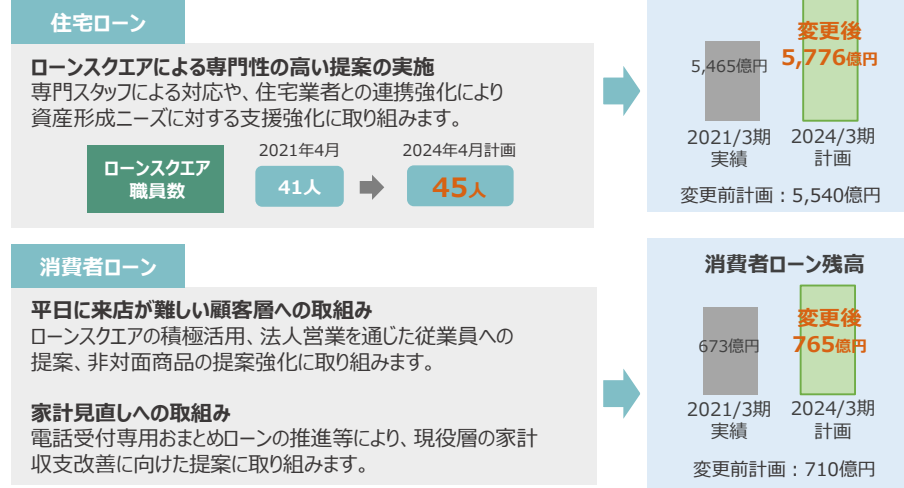 住宅ローン
ローンスクエアによる専門性の高い提案の実施
専門スタッフによる対応や、住宅業者との連携強化により
資産形成ニーズに対する支援強化に取り組みます。
2021年4月
2024年4月計画
ローンスクエア
職員数
41人
45人
変更後
5,465億円
5,776億円
2021/3期
実績
2024/3期
計画
変更前計画：5,540億円
消費者ローン
平日に来店が難しい顧客層への取組み
ローンスクエアの積極活用、法人営業を通じた従業員への
提案、非対面商品の提案強化に取り組みます。
家計見直しへの取組み
電話受付専用おまとめローンの推進等により、現役層の家計
収支改善に向けた提案に取り組みます。
消費者ローン残高
変更後
673億円
765億円
2021/3期
実績
2024/3期
計画
変更前計画：710億円